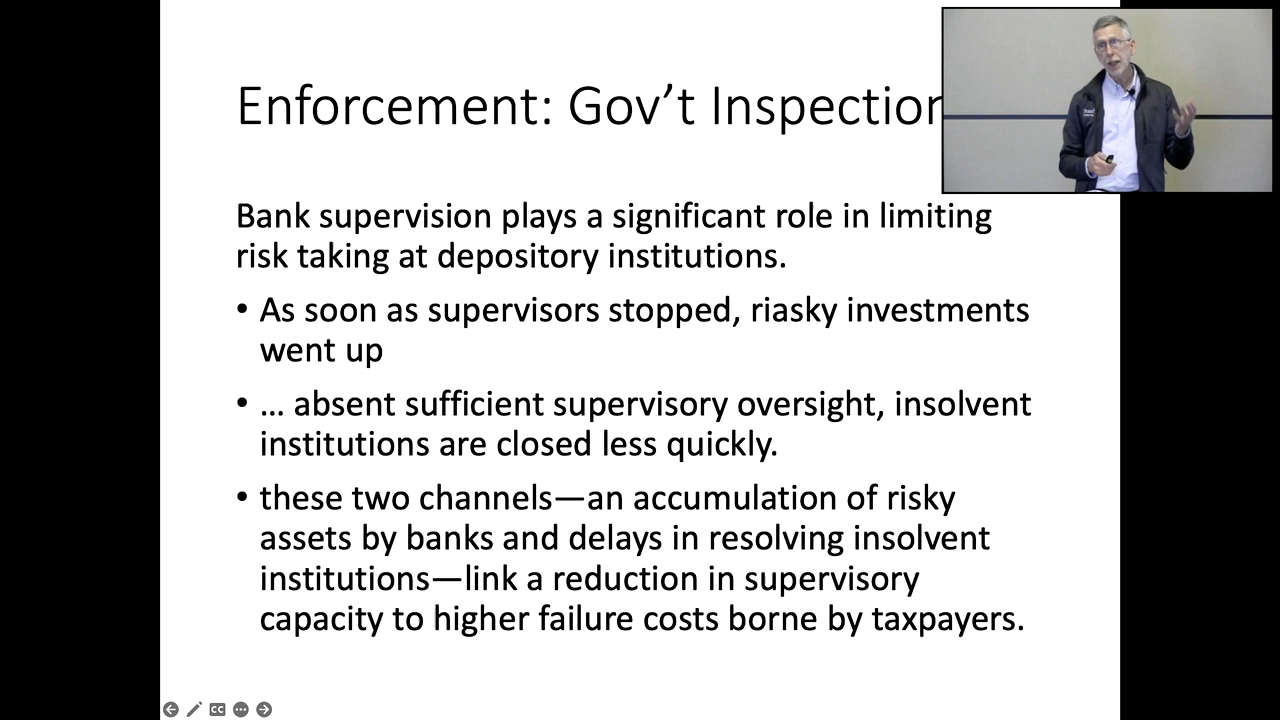 Enforcement: Gov't Inspection
Bank supervision plays a significant role in limiting
risk taking at depository institutions.
• As soon as supervisors stopped, riasky investments
went up
• … absent sufficient supervisory oversight, insolvent
institutions are closed less quickly.
• these two channels—an accumulation of risky
assets by banks and delays in resolving insolvent
institutions—link a reduction in supervisory
capacity to higher failure costs borne by taxpayers.
CC